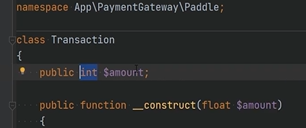 namespace App\PaymentGateway\Paddle;
class Transaction
{
public int $amount;
public function __construct(float $amount)
{